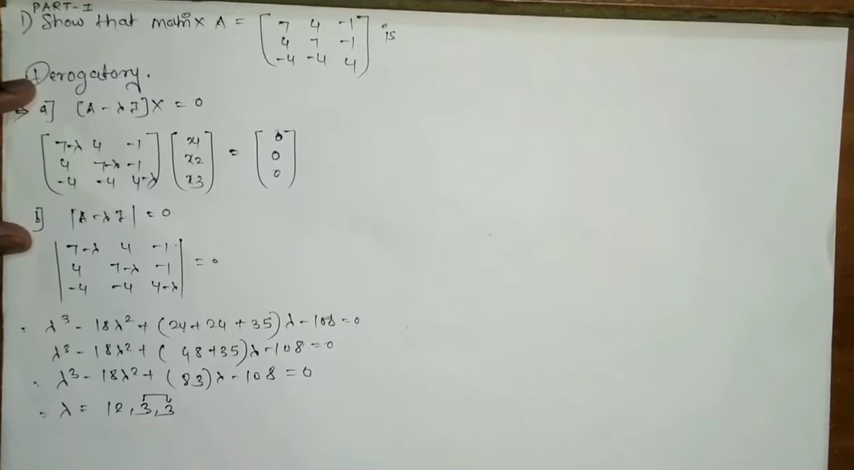 PART-I
1) Show that matrix A = [ 7 4 -1 is
4 7 -1
-4 -4 4 ]
Derogatory.
⇒ a] [A - λI]X = 0
[ 7-λ 4 -1 ] [ x1 ] = [ 0 ]
[ 4 7-λ -1 ] [ x2 ] [ 0 ]
[ -4 -4 4-λ ] [ x3 ] [ 0 ]
b] |A - λI| = 0
| 7-λ 4 -1 |
| 4 7-λ -1 | = 0
| -4 -4 4-λ |
λ³ - 18λ² + (24 + 24 + 35)λ - 108 = 0
λ³ - 18λ² + (48 + 35)λ - 108 = 0
λ³ - 18λ² + (83)λ - 108 = 0
= λ = 12, 3, 3